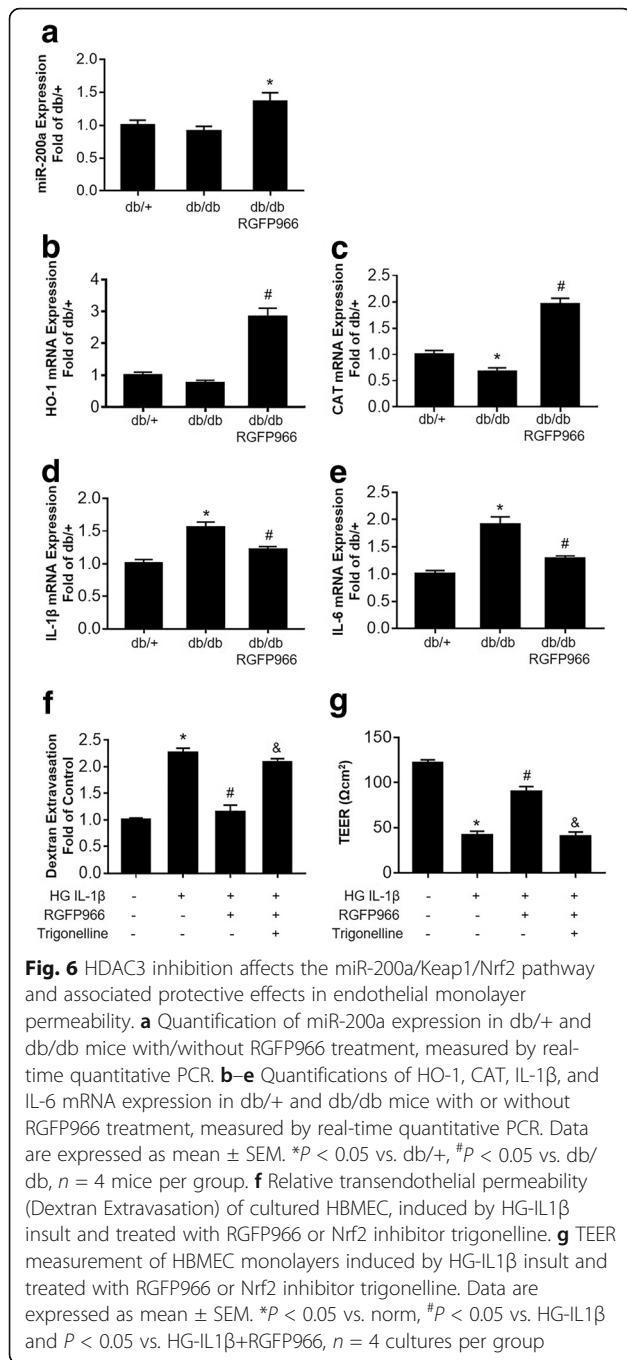 a
miR-200a Expression
Fold of db/+
2.0
1.5
1.0
0.5
0.0
*
db/+ db/db db/db
RGFP966
b
HO-1 mRNA Expression
Fold of db/+
4
3
2
1
0
#
db/+ db/db db/db
RGFP966
c
CAT mRNA Expression
Fold of db/+
2.5
2.0
1.5
1.0
0.5
0.0
*
#
db/+ db/db db/db
RGFP966
d
IL-1β mRNA Expression
Fold of db/+
2.0
1.5
1.0
0.5
0.0
*
#
db/+ db/db db/db
RGFP966
e
IL-6 mRNA Expression
Fold of db/+
2.5
2.0
1.5
1.0
0.5
0.0
*
#
db/+ db/db db/db
RGFP966
f
Dextran Extravasation
Fold of Control
2.5
2.0
1.5
1.0
0.5
0.0
*
#
&
HG IL-1β - + + +
RGFP966 - - + +
Trigonelline - - - +
g
TEER (Ωcm²)
150
100
50
0
*
#
&
HG IL-1β - + + +
RGFP966 - - + +
Trigonelline - - - +
Fig. 6 HDAC3 inhibition affects the miR-200a/Keap1/Nrf2 pathway
and associated protective effects in endothelial monolayer
permeability. a Quantification of miR-200a expression in db/+ and
db/db mice with/without RGFP966 treatment, measured by real-
time quantitative PCR. b–e Quantifications of HO-1, CAT, IL-1β, and
IL-6 mRNA expression in db/+ and db/db mice with or without
RGFP966 treatment, measured by real-time quantitative PCR. Data
are expressed as mean ± SEM. *P < 0.05 vs. db/+, #P < 0.05 vs. db/
db, n = 4 mice per group. f Relative transendothelial permeability
(Dextran Extravasation) of cultured HBMEC, induced by HG-IL1β
insult and treated with RGFP966 or Nrf2 inhibitor trigonelline. g TEER
measurement of HBMEC monolayers induced by HG-IL1β insult and
treated with RGFP966 or Nrf2 inhibitor trigonelline. Data are
expressed as mean ± SEM. *P < 0.05 vs. norm, #P < 0.05 vs. HG-IL1β
and P < 0.05 vs. HG-IL1β+RGFP966, n = 4 cultures per group